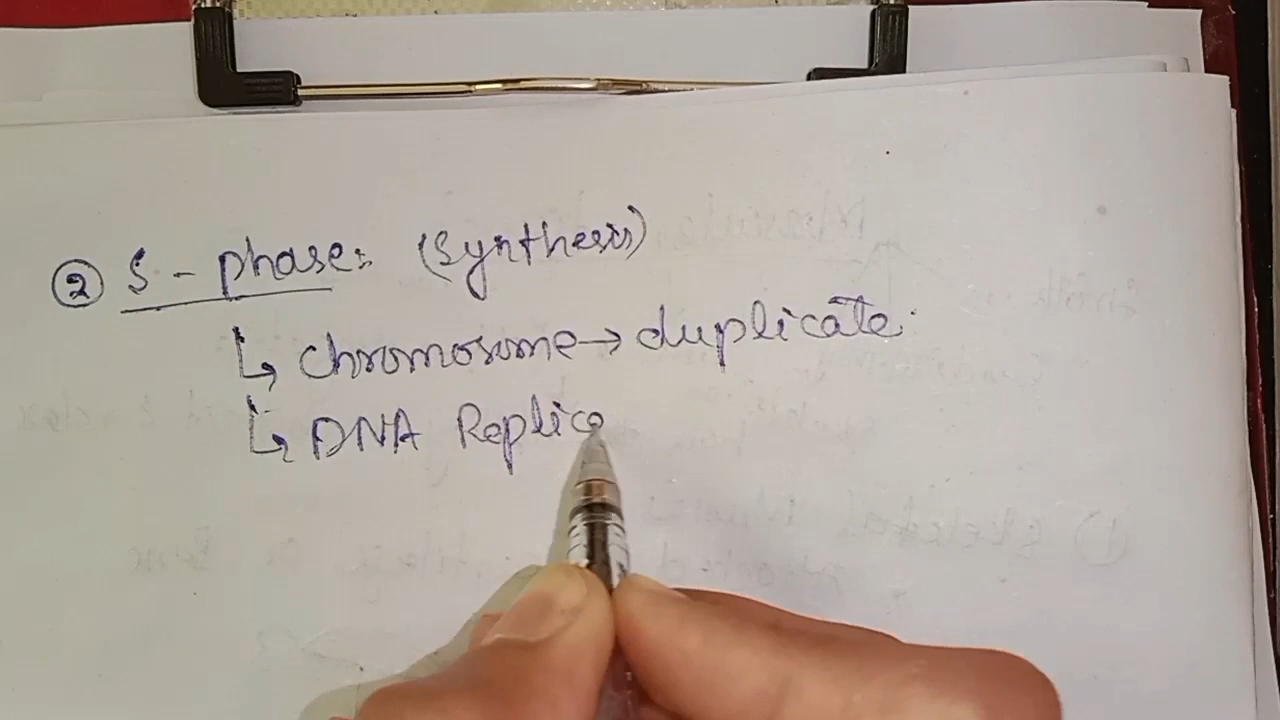 ② S - phase: (Synthesis)
↳ chromosome → duplicate.
↳ DNA Replica